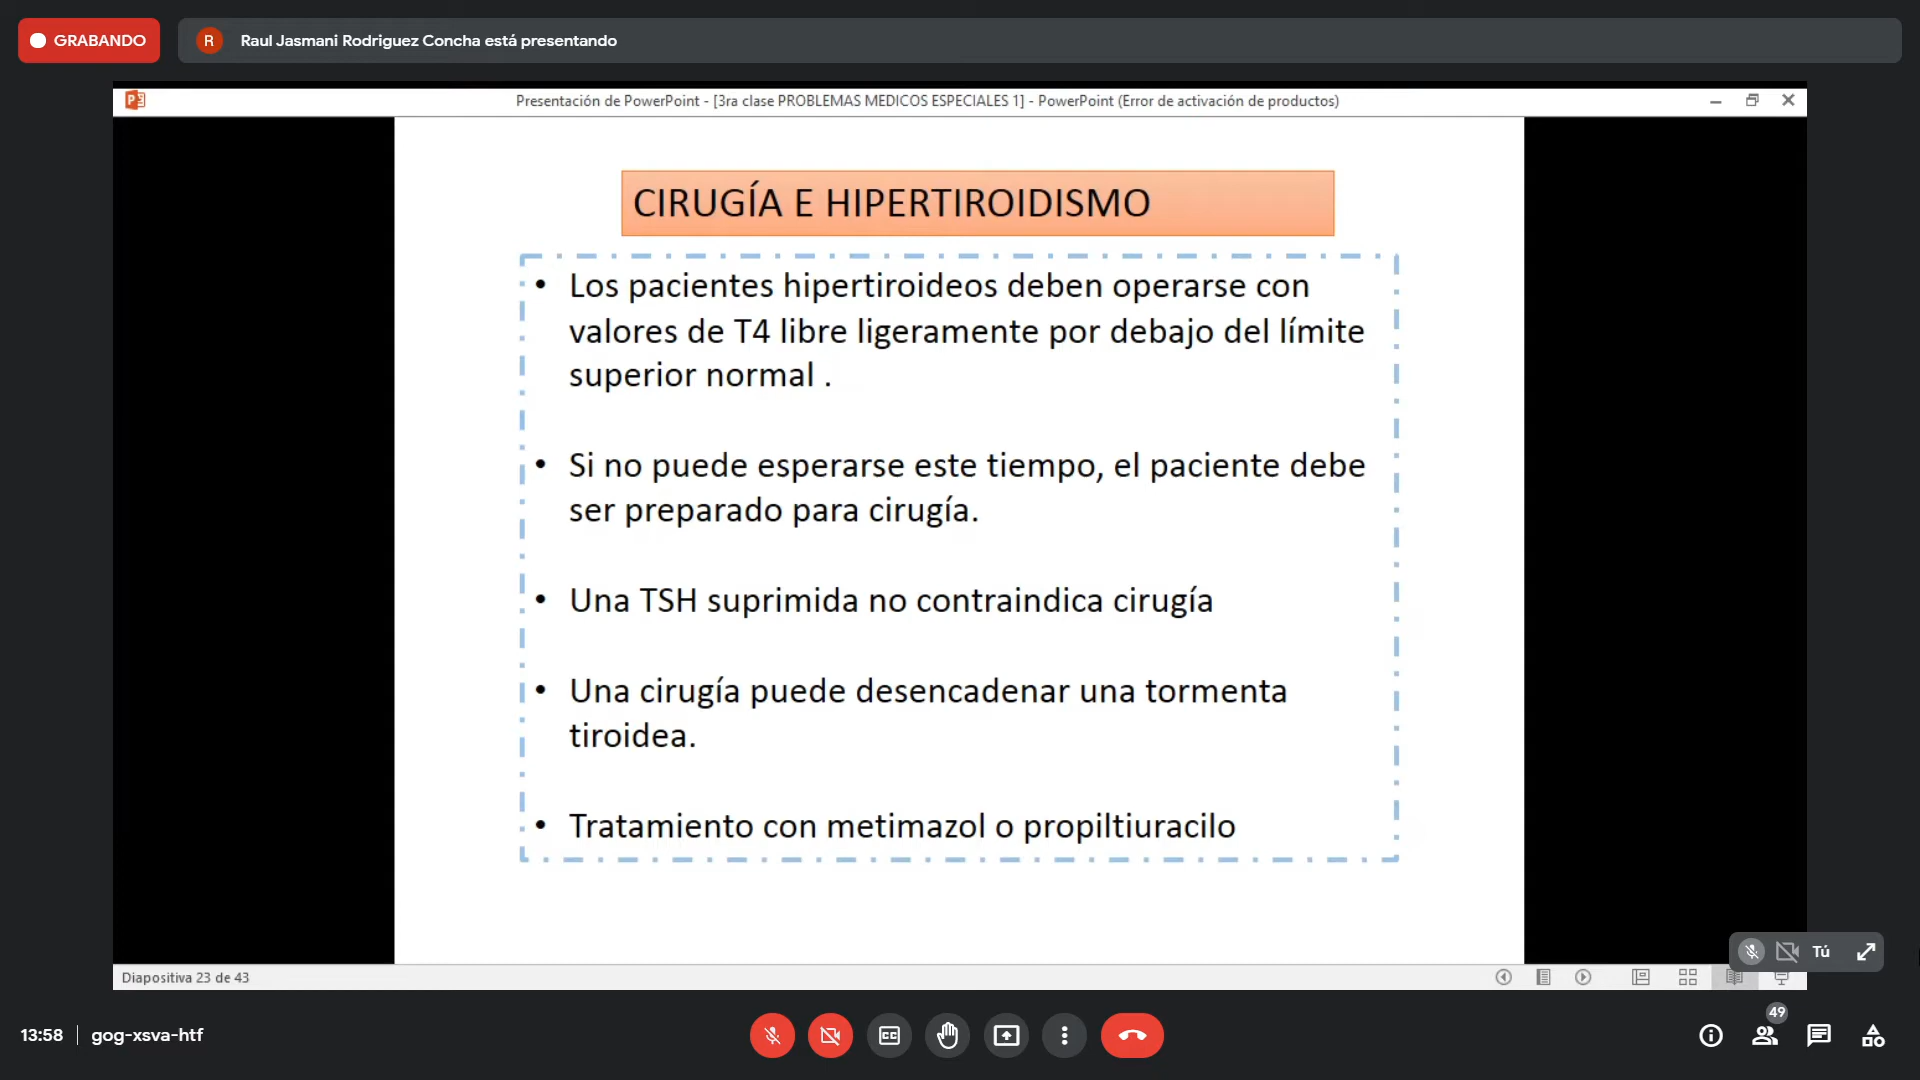 GRABANDO
R
Raul Jasmani Rodriguez Concha está presentando
Presentación de PowerPoint - [3ra clase PROBLEMAS MEDICOS ESPECIALES 1] - PowerPoint (Error de activación de productos)
CIRUGÍA E HIPERTIROIDISMO
• Los pacientes hipertiroideos deben operarse con
valores de T4 libre ligeramente por debajo del límite
superior normal .
• Si no puede esperarse este tiempo, el paciente debe
ser preparado para cirugía.
• Una TSH suprimida no contraindica cirugía
• Una cirugía puede desencadenar una tormenta
tiroidea.
• Tratamiento con metimazol o propiltiuracilo
Tú
Diapositiva 23 de 43
13:58 | gog-xsva-htf
49